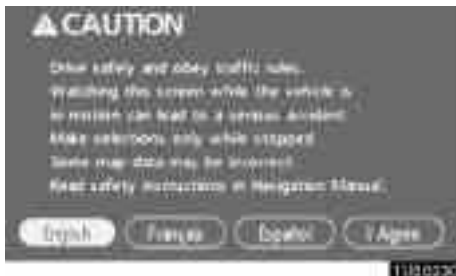 CAUTION
Drive safely and obey traffic rules.
Watching this screen while the vehicle is
in motion can lead to a serious accident.
Make selections only while stopped.
Some map data may be incorrect.
Read safety instructions in Navigation Manual.
English Français Español I Agree